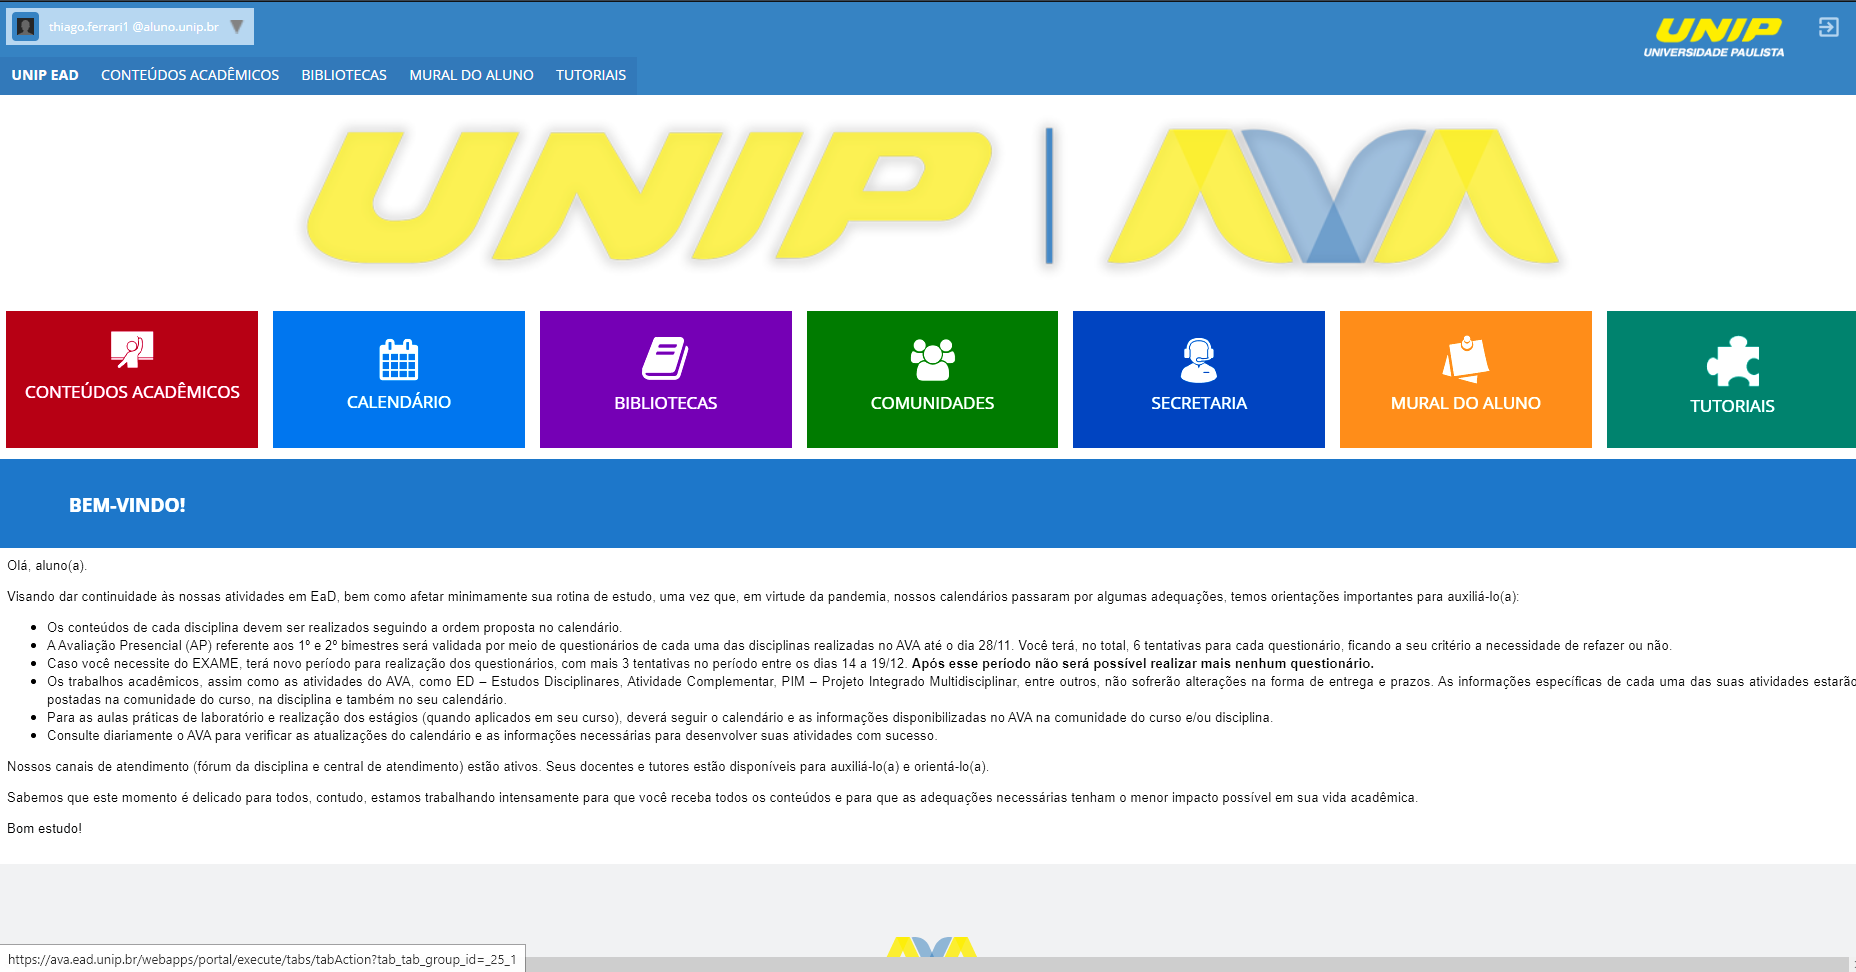 thiago.ferrari1 @aluno.unip.br
UNIP
UNIVERSIDADE PAULISTA
UNIP EAD CONTEÚDOS ACADÊMICOS BIBLIOTECAS MURAL DO ALUNO TUTORIAIS
UNIP | AVA
CONTEÚDOS ACADÊMICOS
CALENDÁRIO
BIBLIOTECAS
COMUNIDADES
SECRETARIA
MURAL DO ALUNO
TUTORIAIS
BEM-VINDO!
Olá, aluno(a).
Visando dar continuidade às nossas atividades em EaD, bem como afetar minimamente sua rotina de estudo, uma vez que, em virtude da pandemia, nossos calendários passaram por algumas adequações, temos orientações importantes para auxiliá-lo(a):
• Os conteúdos de cada disciplina devem ser realizados seguindo a ordem proposta no calendário.
• A Avaliação Presencial (AP) referente aos 1º e 2º bimestres será validada por meio de questionários de cada uma das disciplinas realizadas no AVA até o dia 28/11. Você terá, no total, 6 tentativas para cada questionário, ficando a seu critério a necessidade de refazer ou não.
• Caso você necessite do EXAME, terá novo período para realização dos questionários, com mais 3 tentativas no período entre os dias 14 a 19/12. Após esse período não será possível realizar mais nenhum questionário.
• Os trabalhos acadêmicos, assim como as atividades do AVA, como ED – Estudos Disciplinares, Atividade Complementar, PIM – Projeto Integrado Multidisciplinar, entre outros, não sofrerão alterações na forma de entrega e prazos. As informações específicas de cada uma das suas atividades estarão
postadas na comunidade do curso, na disciplina e também no seu calendário.
• Para as aulas práticas de laboratório e realização dos estágios (quando aplicados em seu curso), deverá seguir o calendário e as informações disponibilizadas no AVA na comunidade do curso e/ou disciplina.
• Consulte diariamente o AVA para verificar as atualizações do calendário e as informações necessárias para desenvolver suas atividades com sucesso.
Nossos canais de atendimento (fórum da disciplina e central de atendimento) estão ativos. Seus docentes e tutores estão disponíveis para auxiliá-lo(a) e orientá-lo(a).
Sabemos que este momento é delicado para todos, contudo, estamos trabalhando intensamente para que você receba todos os conteúdos e para que as adequações necessárias tenham o menor impacto possível em sua vida acadêmica.
Bom estudo!
AVA
https://ava.ead.unip.br/webapps/portal/execute/tabs/tabAction?tab_tab_group_id=_25_1